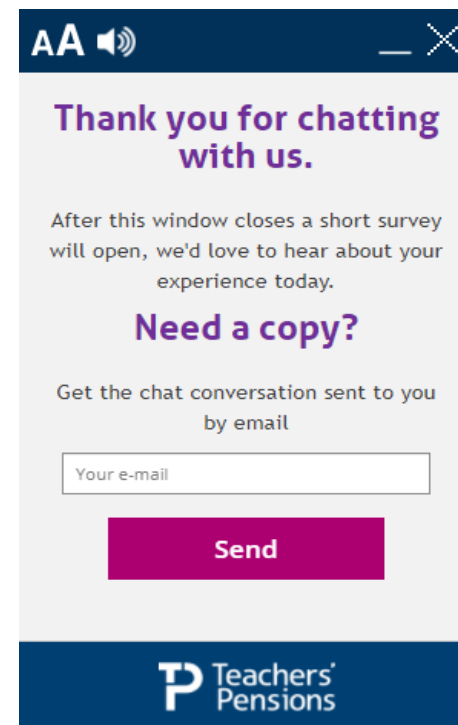 AA
Thank you for chatting
with us.
After this window closes a short survey
will open, we'd love to hear about your
experience today.
Need a copy?
Get the chat conversation sent to you
by email
Your e-mail
Send
TP Teachers'
Pensions